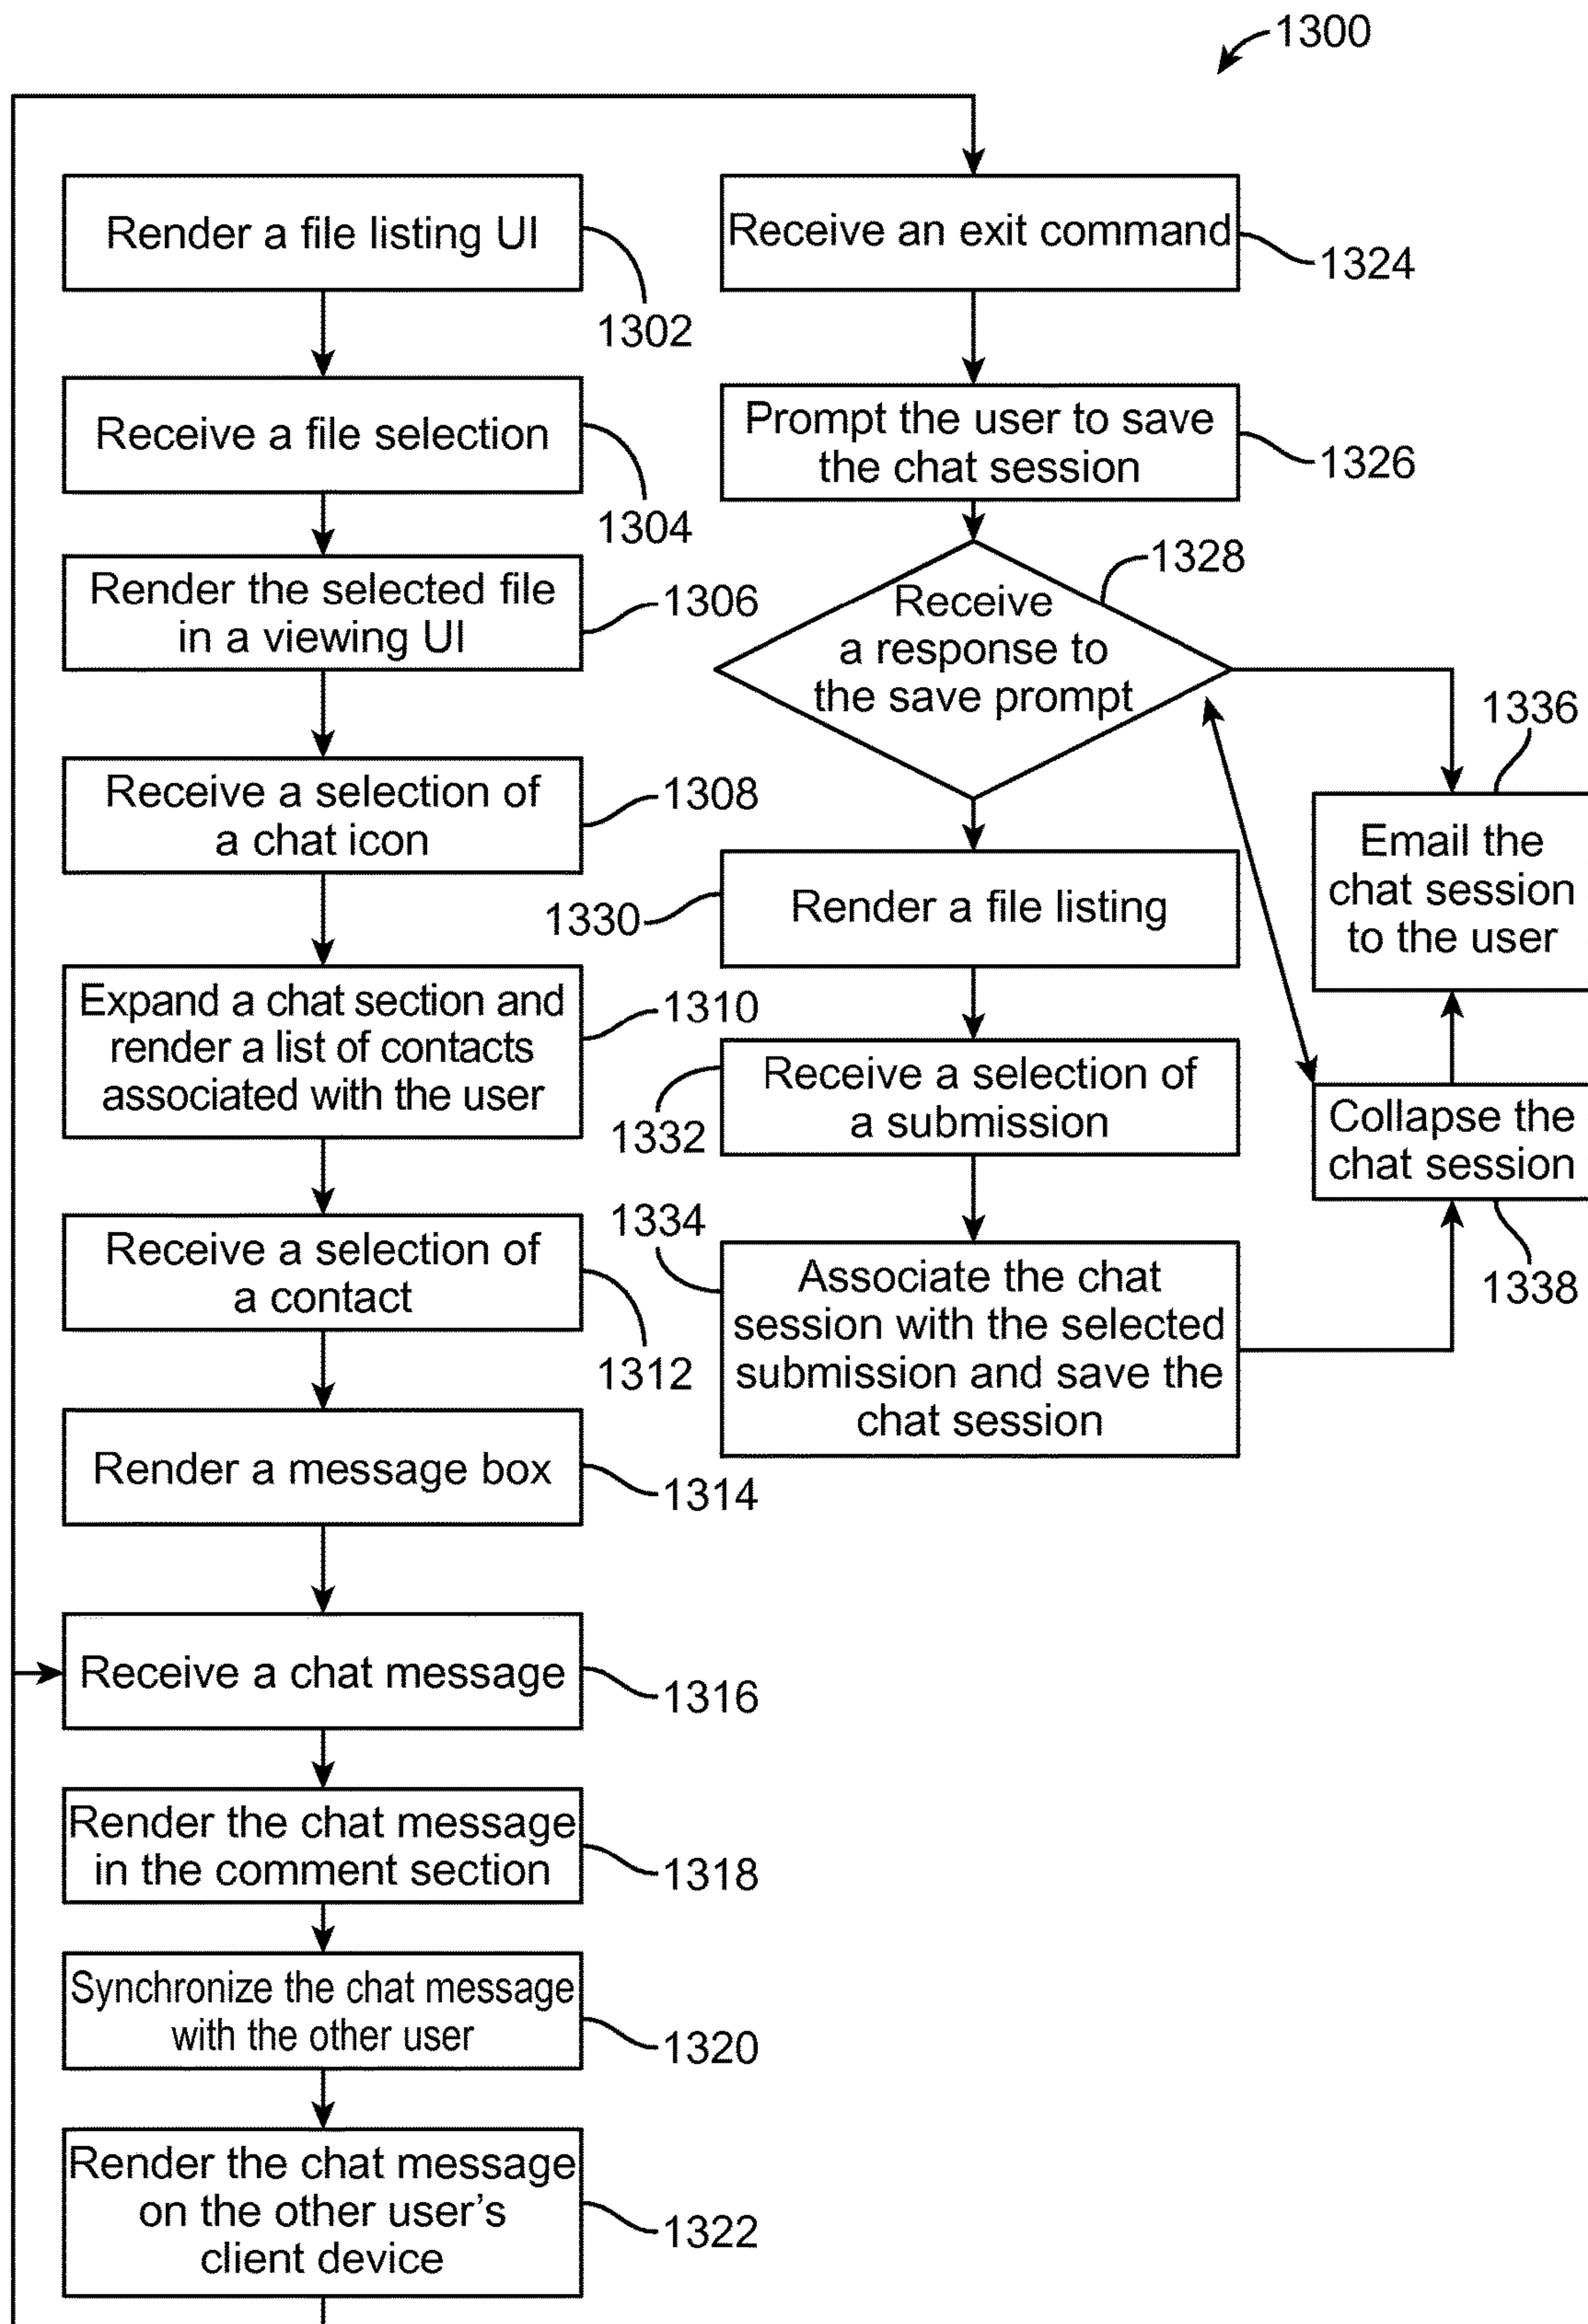 1300
Render a file listing UI
1302
Receive a file selection
1304
Render the selected file
in a viewing UI
1306
Receive a selection of
a chat icon
1308
Expand a chat section and
render a list of contacts
associated with the user
1310
Receive a selection of
a contact
1312
Render a message box
1314
Receive a chat message
1316
Render the chat message
in the comment section
1318
Synchronize the chat message
with the other user
1320
Render the chat message
on the other user’s
client device
1322
Receive an exit command
1324
Prompt the user to save
the chat session
1326
Receive
a response to
the save prompt
1328
Render a file listing
1330
Receive a selection of
a submission
1332
Associate the chat
session with the selected
submission and save the
chat session
1334
Email the
chat session
to the user
1336
Collapse the
chat session
1338